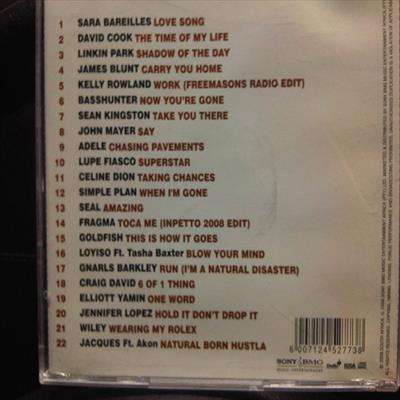 1 SARA BAREILLES LOVE SONG
2 DAVID COOK THE TIME OF MY LIFE
3 LINKIN PARK SHADOW OF THE DAY
4 JAMES BLUNT CARRY YOU HOME
5 KELLY ROWLAND WORK (FREEMASONS RADIO EDIT)
6 BASSHUNTER NOW YOU'RE GONE
7 SEAN KINGSTON TAKE YOU THERE
8 JOHN MAYER SAY
9 ADELE CHASING PAVEMENTS
10 LUPE FIASCO SUPERSTAR
11 CELINE DION TAKING CHANCES
12 SIMPLE PLAN WHEN I'M GONE
13 SEAL AMAZING
14 FRAGMA TOCA ME (INPETTO 2008 EDIT)
15 GOLDFISH THIS IS HOW IT GOES
16 LOYISO Ft. Tasha Baxter BLOW YOUR MIND
17 GNARLS BARKLEY RUN (I'M A NATURAL DISASTER)
18 CRAIG DAVID 6 OF 1 THING
19 ELLIOTT YAMIN ONE WORD
20 JENNIFER LOPEZ HOLD IT DON'T DROP IT
21 WILEY WEARING MY ROLEX
22 JACQUES Ft. Akon NATURAL BORN HUSTLA
8 007124 527738
SONY BMG
MUSIC ENTERTAINMENT